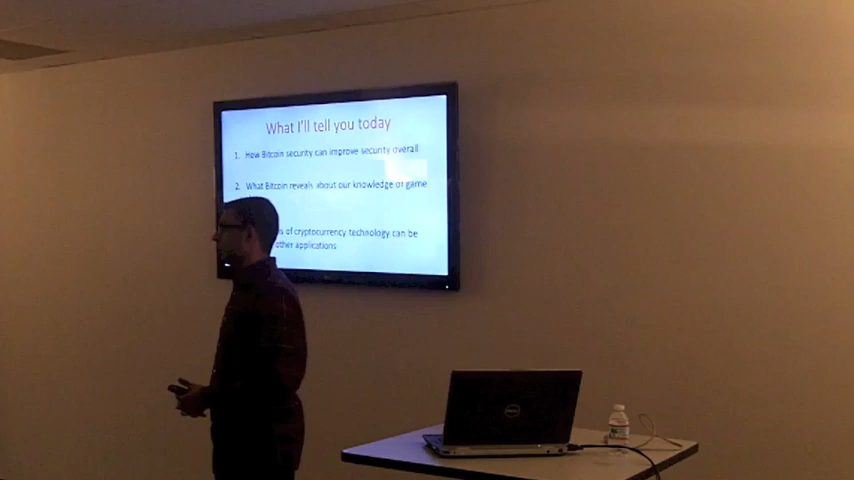 What I'll tell you today
1. How Bitcoin security can improve security overall
2. What Bitcoin reveals about our knowledge of game
s of cryptocurrency technology can be
other applications
DELL